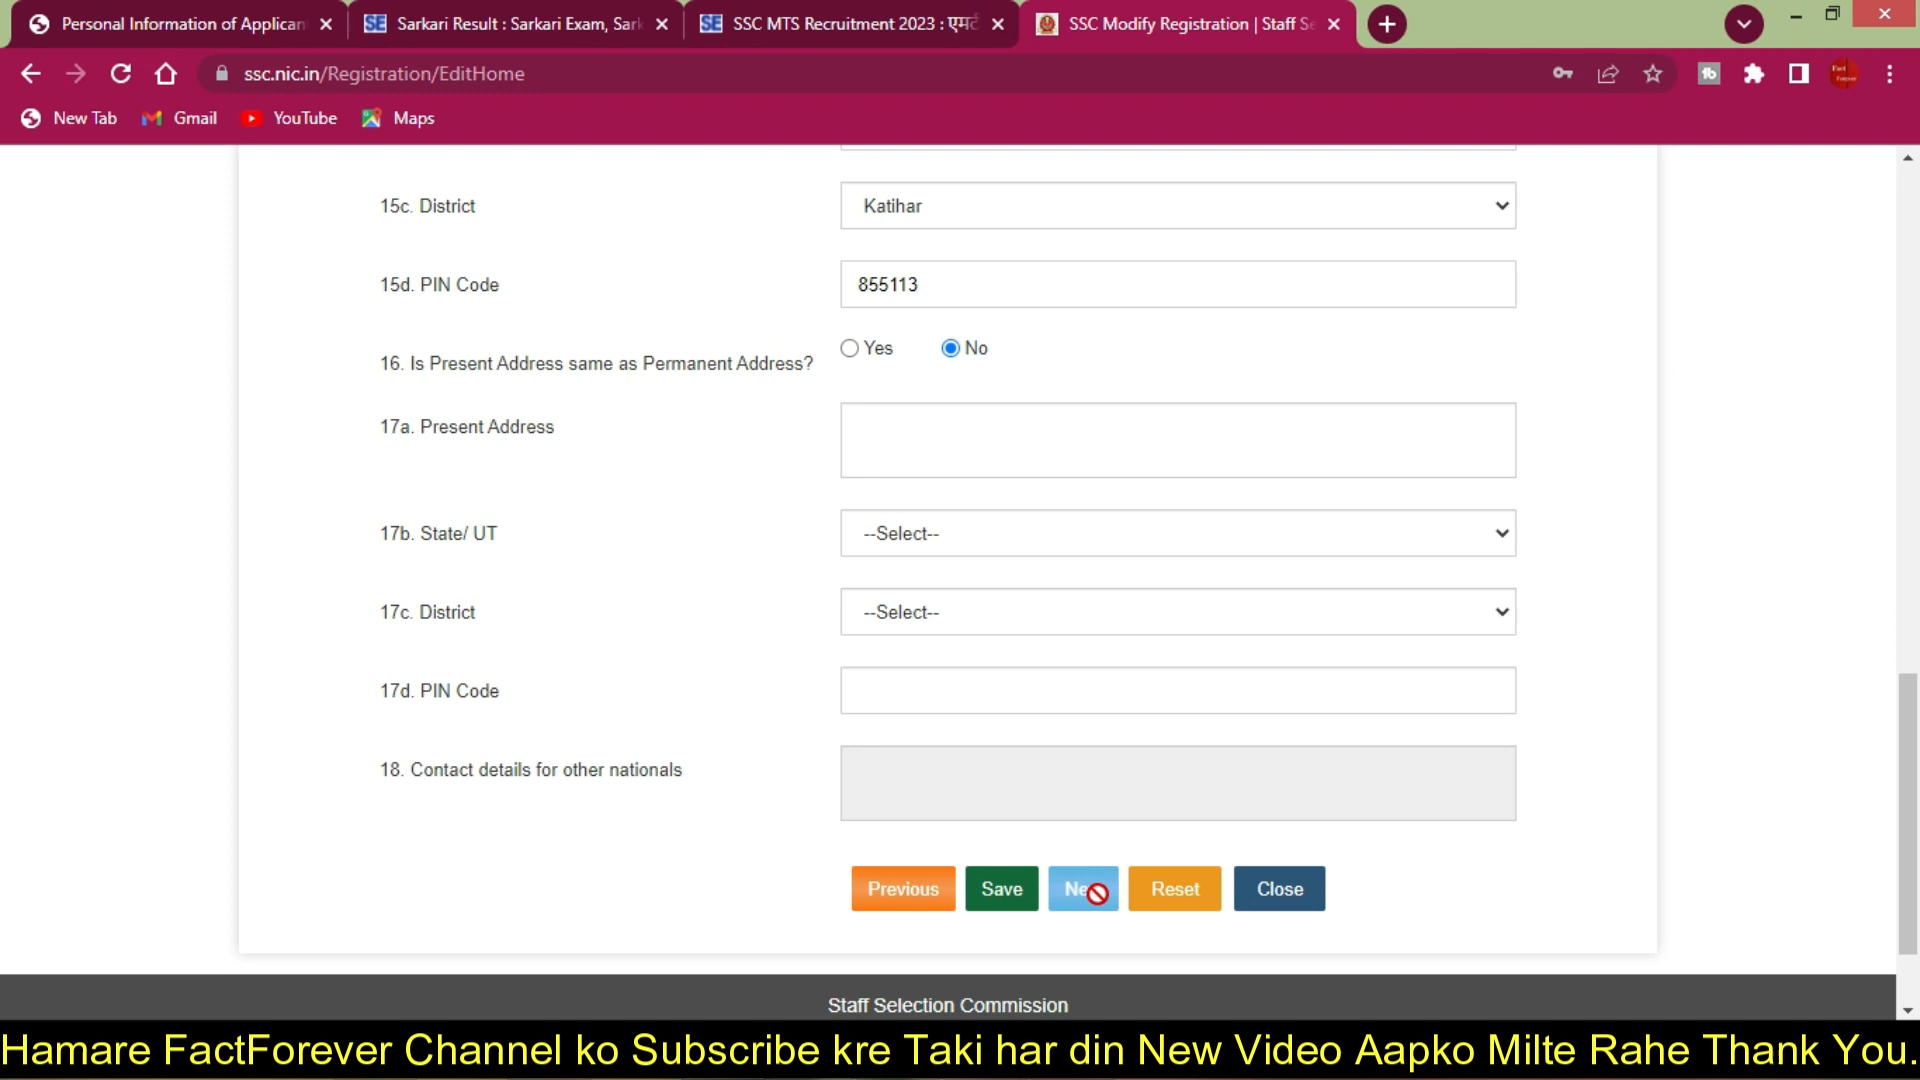 Personal Information of Applican
Sarkari Result : Sarkari Exam, Sark
SSC MTS Recruitment 2023 : एमटी
SSC Modify Registration | Staff Se
ssc.nic.in/Registration/EditHome
New Tab
Gmail
YouTube
Maps
15c. District
Katihar
15d. PIN Code
855113
16. Is Present Address same as Permanent Address?
Yes
No
17a. Present Address
17b. State/ UT
--Select--
17c. District
--Select--
17d. PIN Code
18. Contact details for other nationals
Previous
Save
Reset
Close
Staff Selection Commission
Hamare FactForever Channel ko Subscribe kre Taki har din New Video Aapko Milte Rahe Thank You.